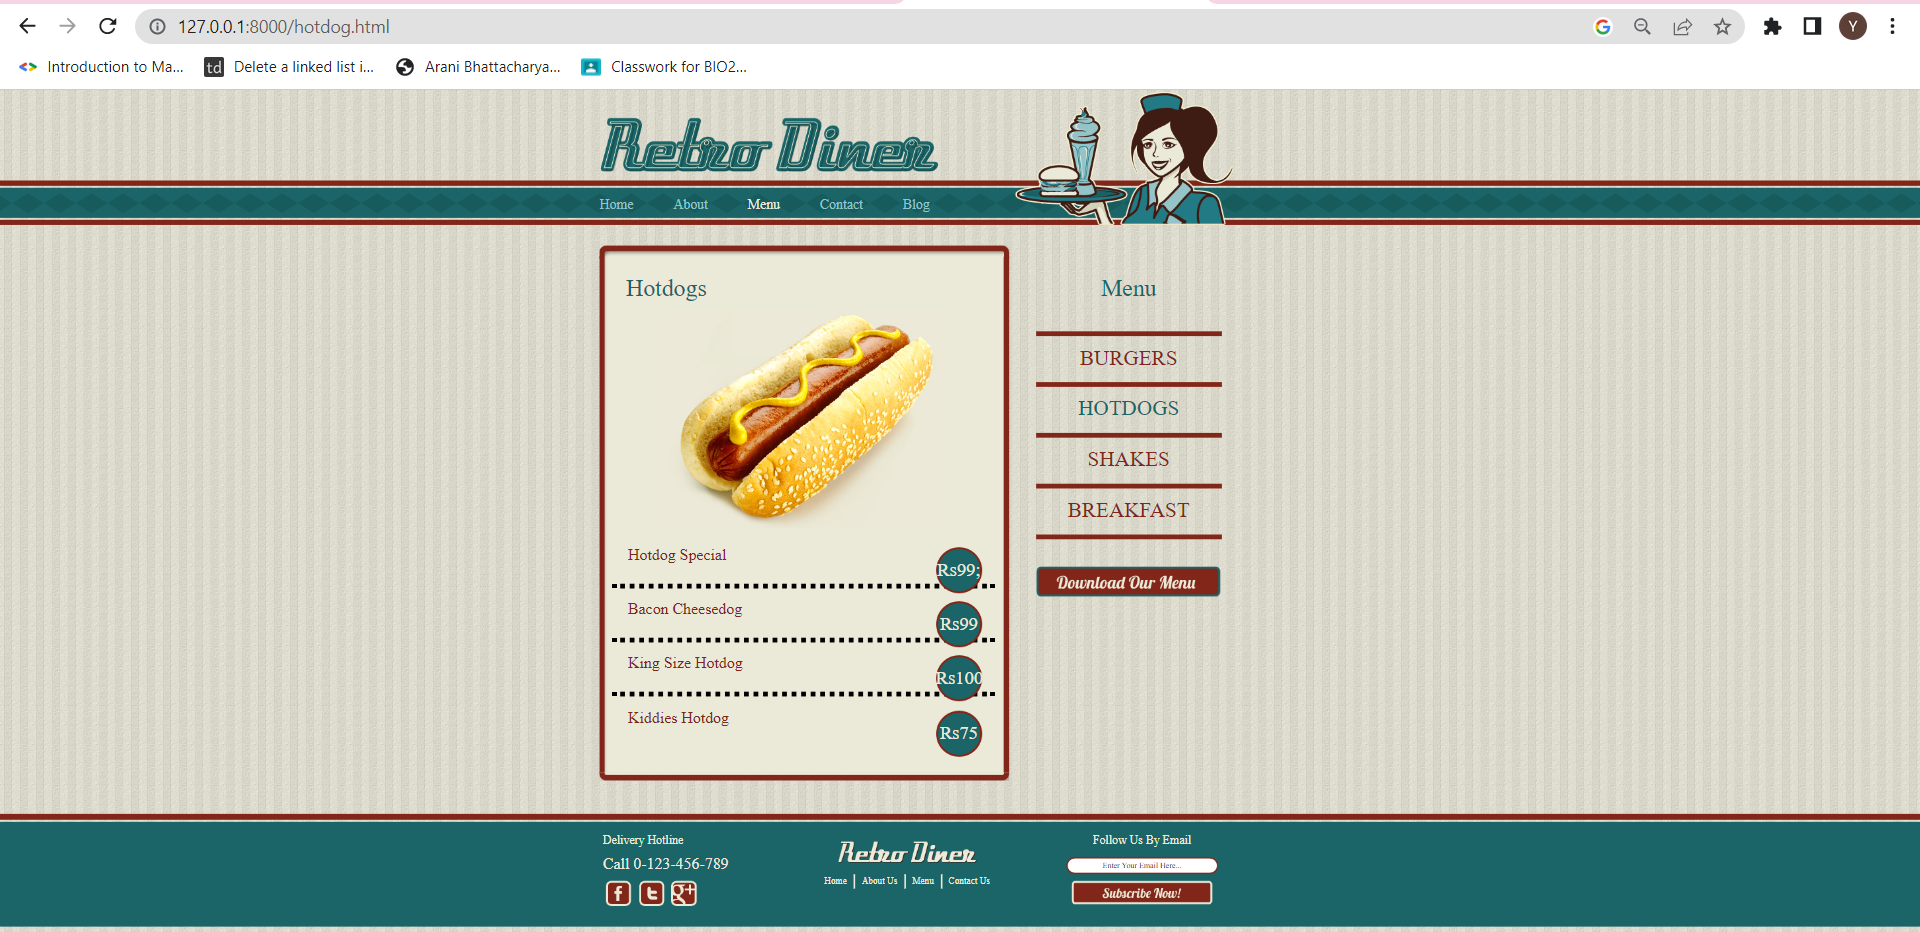 127.0.0.1:8000/hotdog.html
Y
Introduction to Ma...
td
Delete a linked list i...
Arani Bhattacharya...
Classwork for BIO2...
Retro Diner
Home About Menu Contact Blog
Hotdogs
Hotdog Special
Rs99;
Bacon Cheesedog
Rs99
King Size Hotdog
Rs100
Kiddies Hotdog
Rs75
Menu
BURGERS
HOTDOGS
SHAKES
BREAKFAST
Download Our Menu
Delivery Hotline
Call 0-123-456-789
f t g+
Retro Diner
Home | About Us | Menu | Contact Us
Follow Us By Email
Enter Your Email Here...
Subscribe Now!